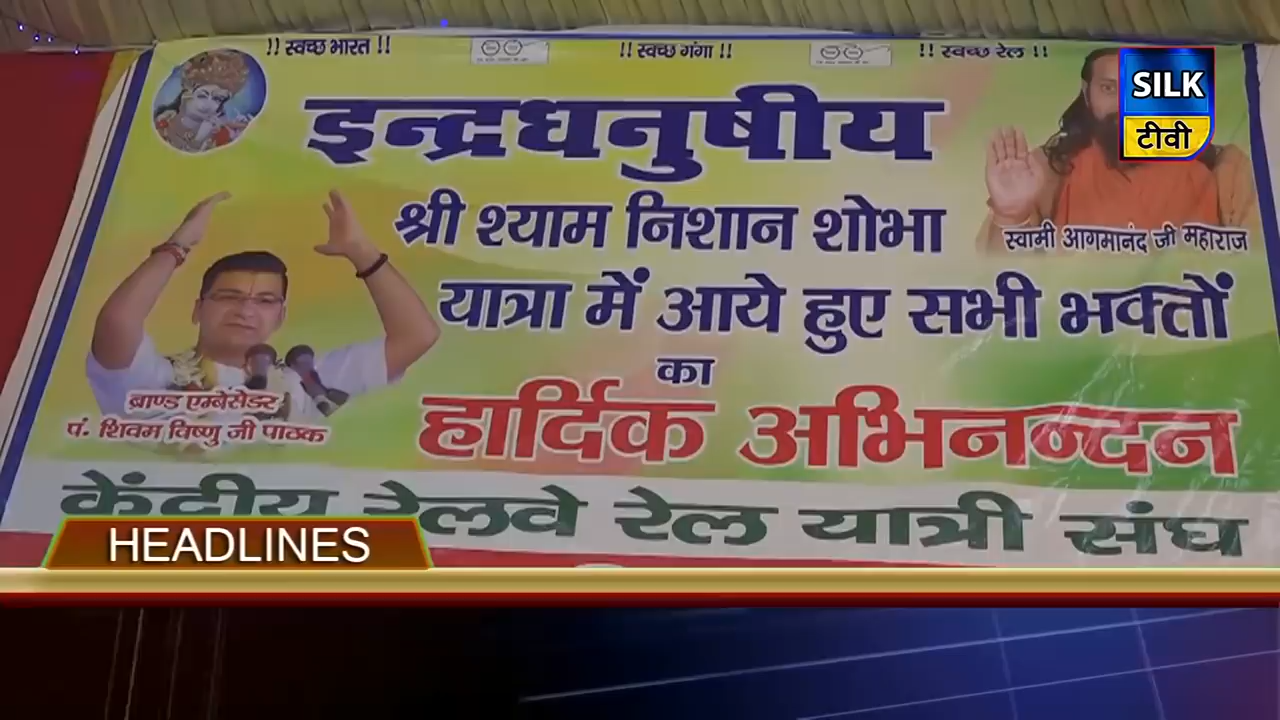 !! स्वच्छ भारत !! !! स्वच्छ गंगा !! !! स्वच्छ रेल !!
SILK
टीवी
इन्द्रधनुषीय
श्री श्याम निशान शोभा
स्वामी आगमानंद जी महाराज
यात्रा में आये हुए सभी भक्तों
का
ब्राण्ड एम्बेसेडर
पं. शिवम विष्णु जी पाठक
हार्दिक अभिनन्दन
केंद्रीय रेलवे रेल यात्री संघ
HEADLINES